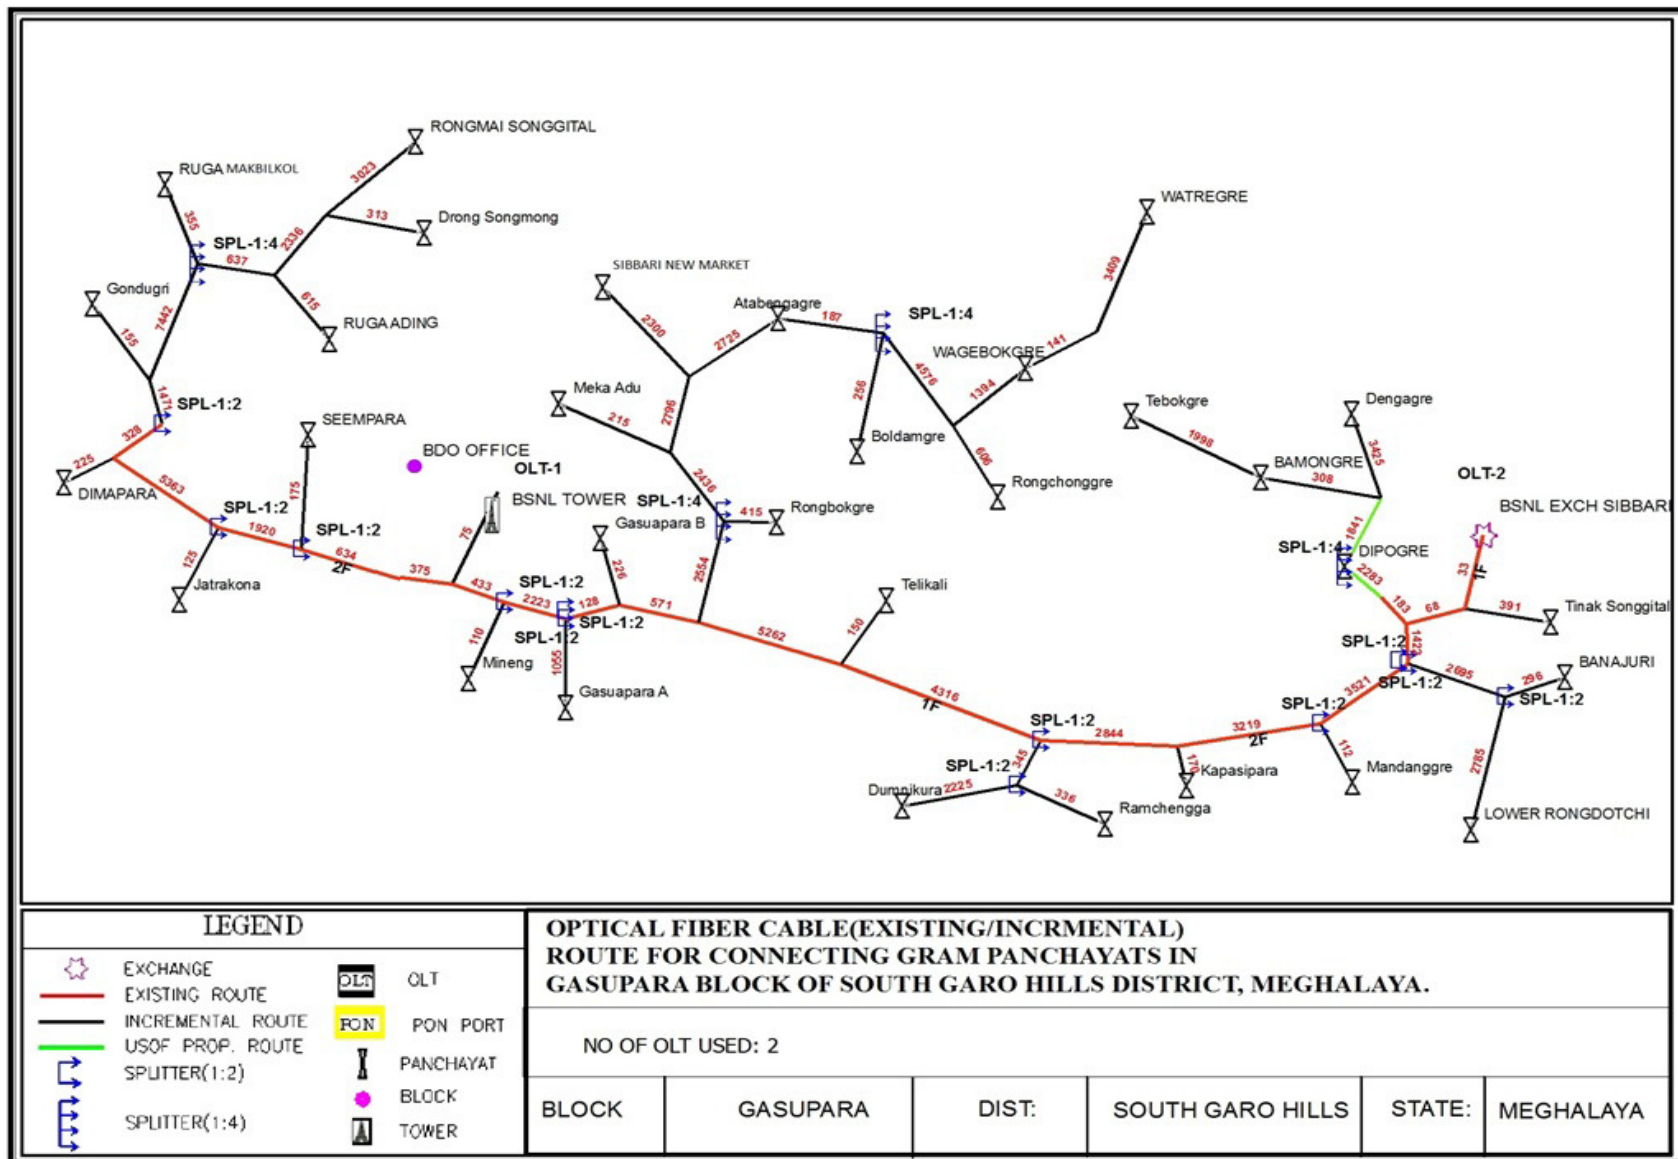 RONGMAI SONGGITAL
RUGA MAKBILKOL
3023
355
313
Drong Songmong
WATREGRE
2336
SPL-1:4
637
3409
SIBBARI NEW MARKET
Gondugri
615
RUGA ADING
7442
155
2300
Atabengagre
187
SPL-1:4
2725
WAGEBOKGRE
141
4576
1394
Meka Adu
256
215
2796
1471
SPL-1:2
Tebokgre
Dengagre
328
SEEMPARA
Boldamgre
606
1998
3425
225
BDO OFFICE
OLT-1
2436
BAMONGRE
308
OLT-2
DIMAPARA
5363
175
BSNL TOWER
SPL-1:4
Rongchonggre
415
Rongbokgre
BSNL EXCH SIBBARI
SPL-1:2
1920
SPL-1:2
75
Gasuapara B
1841
SPL-1:4
DIPOGRE
634
2F
125
375
226
2554
2283
33
1F
Jatrakona
433
SPL-1:2
Telikali
183
68
391
Tinak Songgital
2223
128
571
SPL-1:2
SPL-1:2
110
5262
150
1423
SPL-1:2
Mineng
1055
2695
BANAJURI
SPL-1:2
296
Gasuapara A
4316
1F
3521
SPL-1:2
SPL-1:2
SPL-1:2
2844
3219
2F
112
345
SPL-1:2
170
Kapasipara
Mandanggre
2785
Dumnikura
2225
336
Ramchengga
LOWER RONGDOTCHI
LEGEND
EXCHANGE
EXISTING ROUTE
INCREMENTAL ROUTE
USOF PROP. ROUTE
SPLITTER(1:2)
SPLITTER(1:4)
OLT
OLT
PON
PON PORT
PANCHAYAT
BLOCK
TOWER
OPTICAL FIBER CABLE(EXISTING/INCRMENTAL)
ROUTE FOR CONNECTING GRAM PANCHAYATS IN
GASUPARA BLOCK OF SOUTH GARO HILLS DISTRICT, MEGHALAYA.
NO OF OLT USED: 2
BLOCK
GASUPARA
DIST:
SOUTH GARO HILLS
STATE:
MEGHALAYA